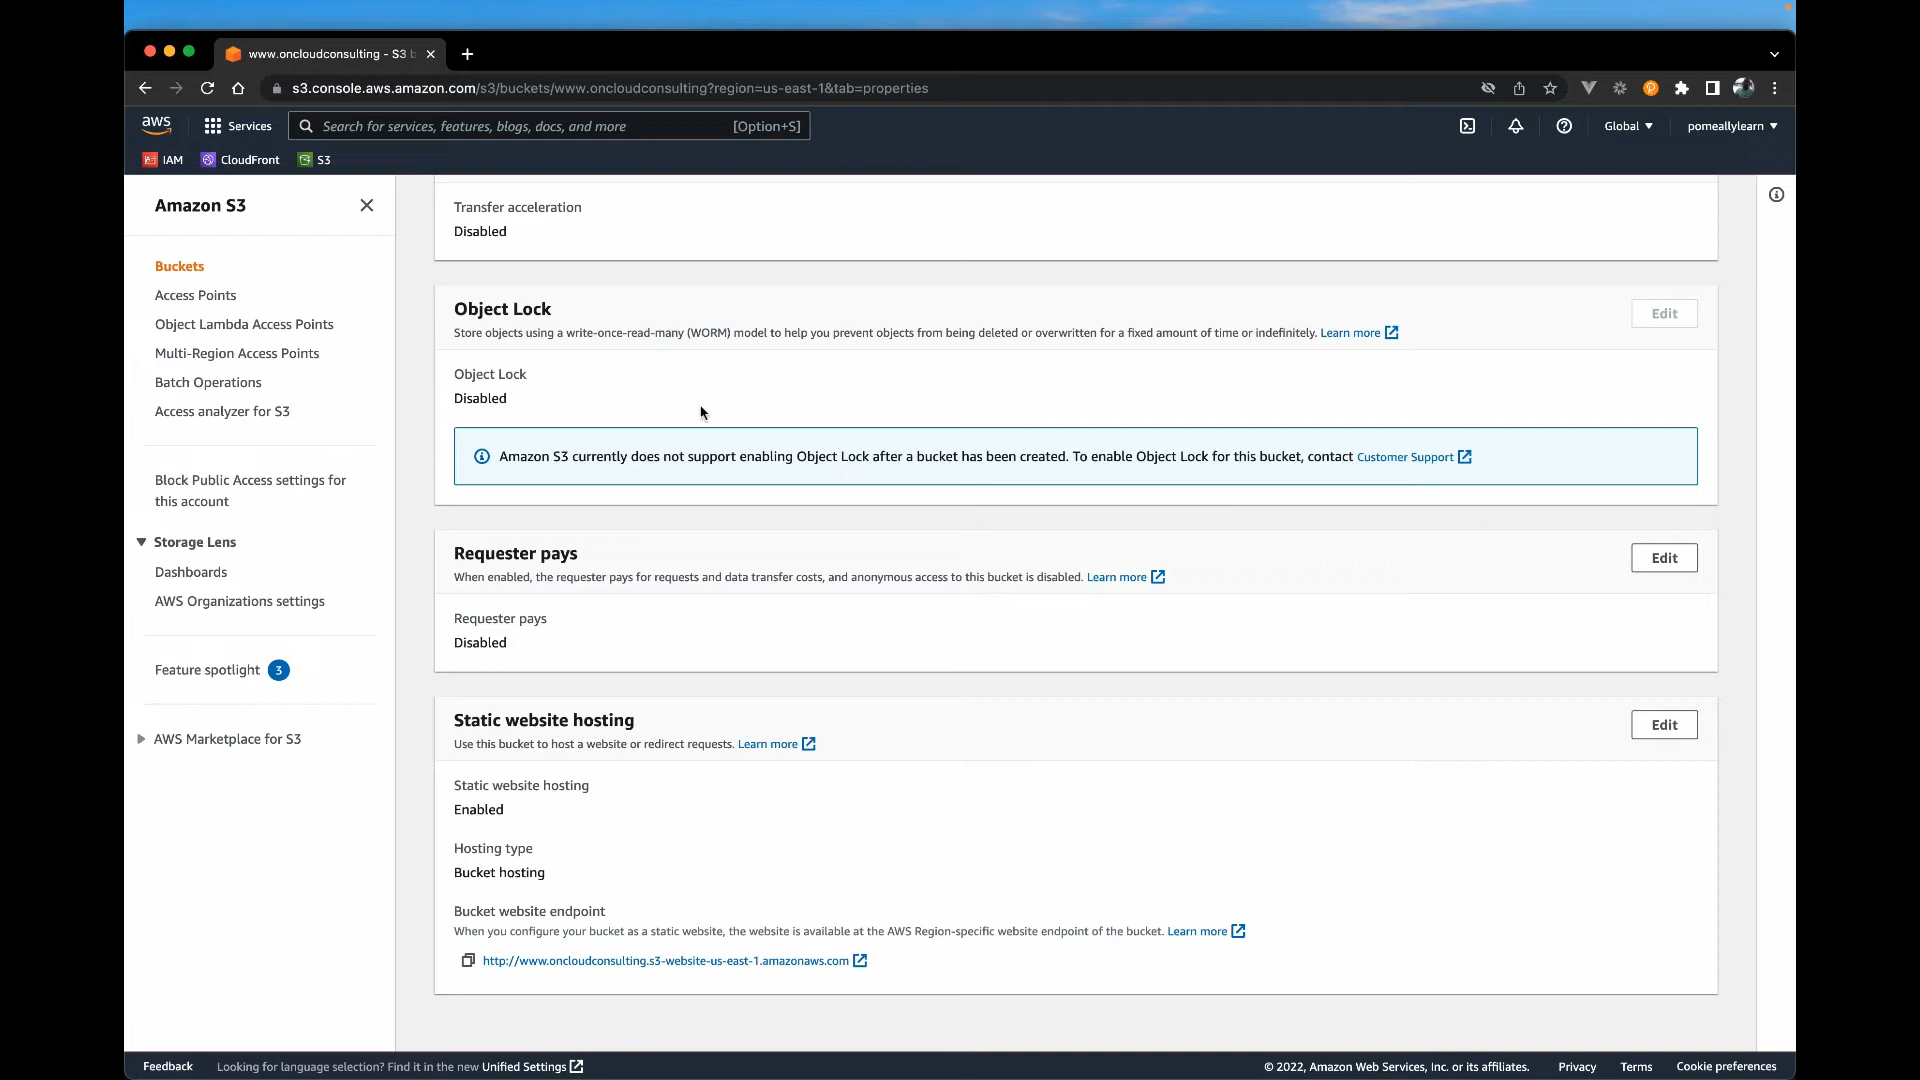 www.oncloudconsulting - S3 b
s3.console.aws.amazon.com/s3/buckets/www.oncloudconsulting?region=us-east-1&tab=properties
aws
Services
Search for services, features, blogs, docs, and more
[Option+S]
Global
pomeallylearn
IAM
CloudFront
S3
Amazon S3
Buckets
Access Points
Object Lambda Access Points
Multi-Region Access Points
Batch Operations
Access analyzer for S3
Block Public Access settings for
this account
Storage Lens
Dashboards
AWS Organizations settings
Feature spotlight 3
AWS Marketplace for S3
Transfer acceleration
Disabled
Object Lock
Edit
Store objects using a write-once-read-many (WORM) model to help you prevent objects from being deleted or overwritten for a fixed amount of time or indefinitely. Learn more
Object Lock
Disabled
Amazon S3 currently does not support enabling Object Lock after a bucket has been created. To enable Object Lock for this bucket, contact Customer Support
Requester pays
Edit
When enabled, the requester pays for requests and data transfer costs, and anonymous access to this bucket is disabled. Learn more
Requester pays
Disabled
Static website hosting
Edit
Use this bucket to host a website or redirect requests. Learn more
Static website hosting
Enabled
Hosting type
Bucket hosting
Bucket website endpoint
When you configure your bucket as a static website, the website is available at the AWS Region-specific website endpoint of the bucket. Learn more
http://www.oncloudconsulting.s3-website-us-east-1.amazonaws.com
Feedback
Looking for language selection? Find it in the new Unified Settings
© 2022, Amazon Web Services, Inc. or its affiliates.
Privacy
Terms
Cookie preferences